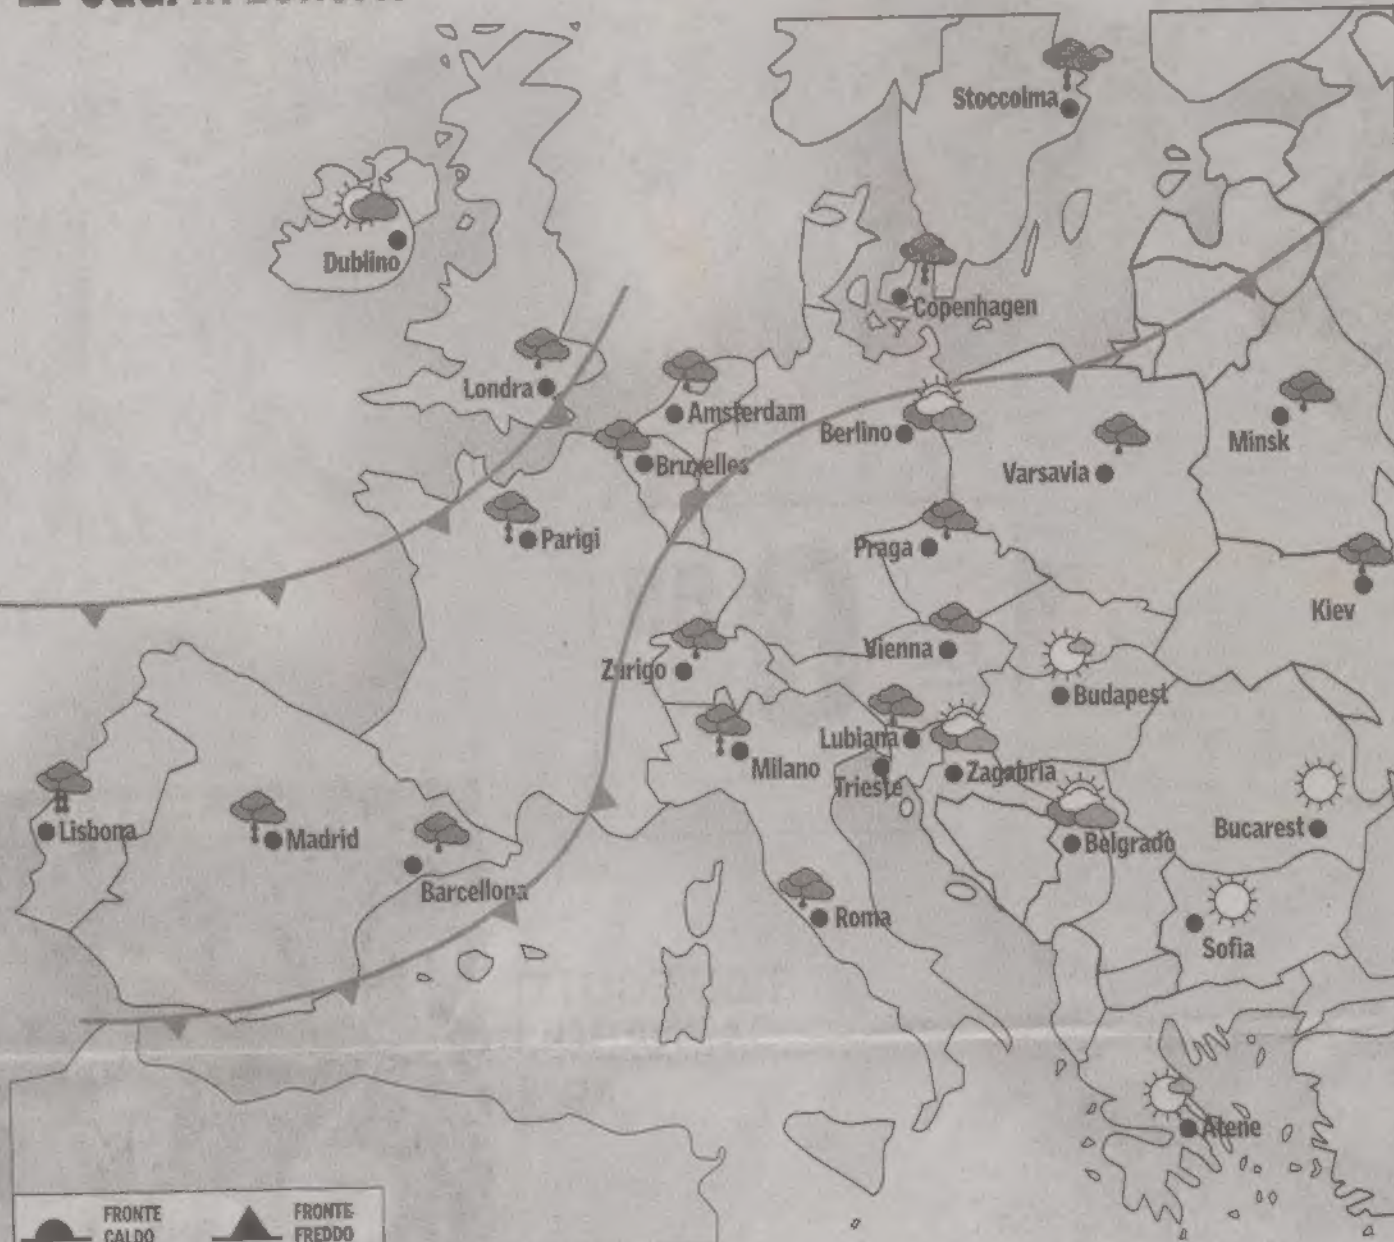 Stoccolma
Dublino
Copenhagen
Londra
Amsterdam
Berlino
Minsk
Bruxelles
Varsavia
Parigi
Praga
Kiev
Vienna
Zurigo
Budapest
Lubiana
Milano
Zagabria
Trieste
Lisbona
Madrid
Bucarest
Belgrado
Barcellona
Roma
Sofia
Atene
FRONTE
CALDO
FRONTE
FREDDO